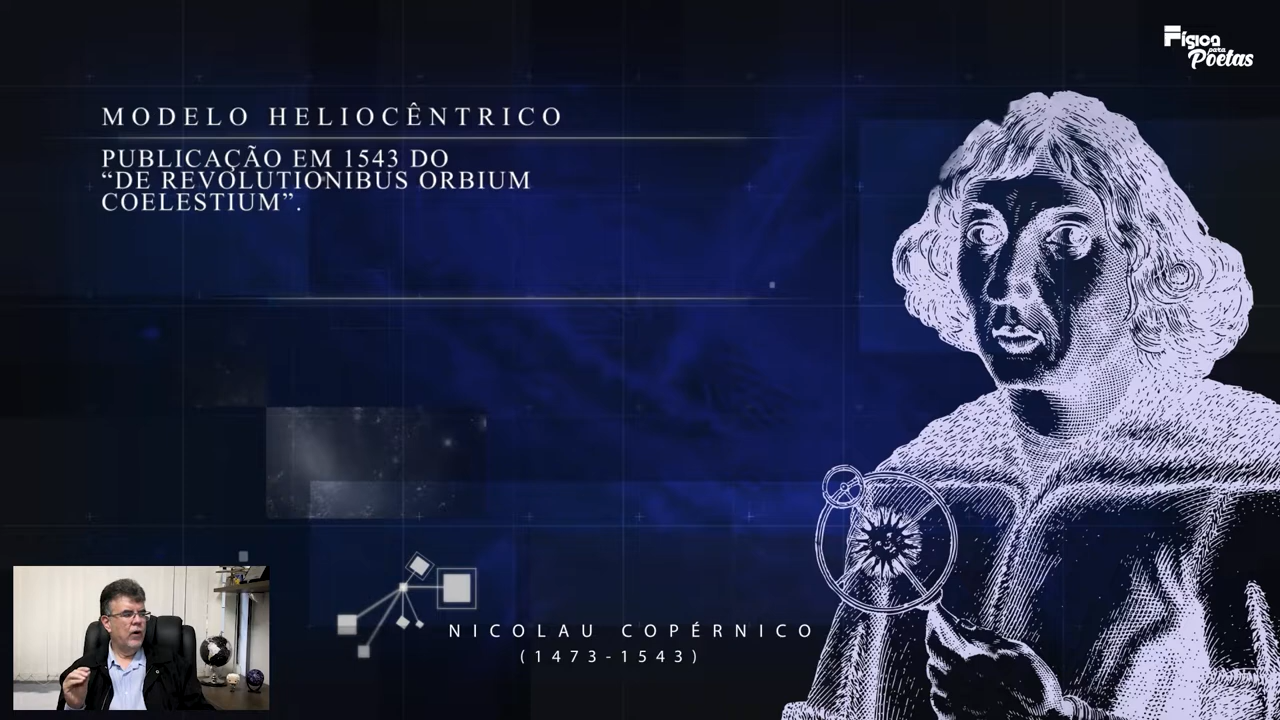 Física
para
Poetas
MODELO HELIOCÊNTRICO
PUBLICAÇÃO EM 1543 DO
“DE REVOLUTIONIBUS ORBIUM
COELESTIUM”.
NICOLAU COPÉRNICO
(1473-1543)